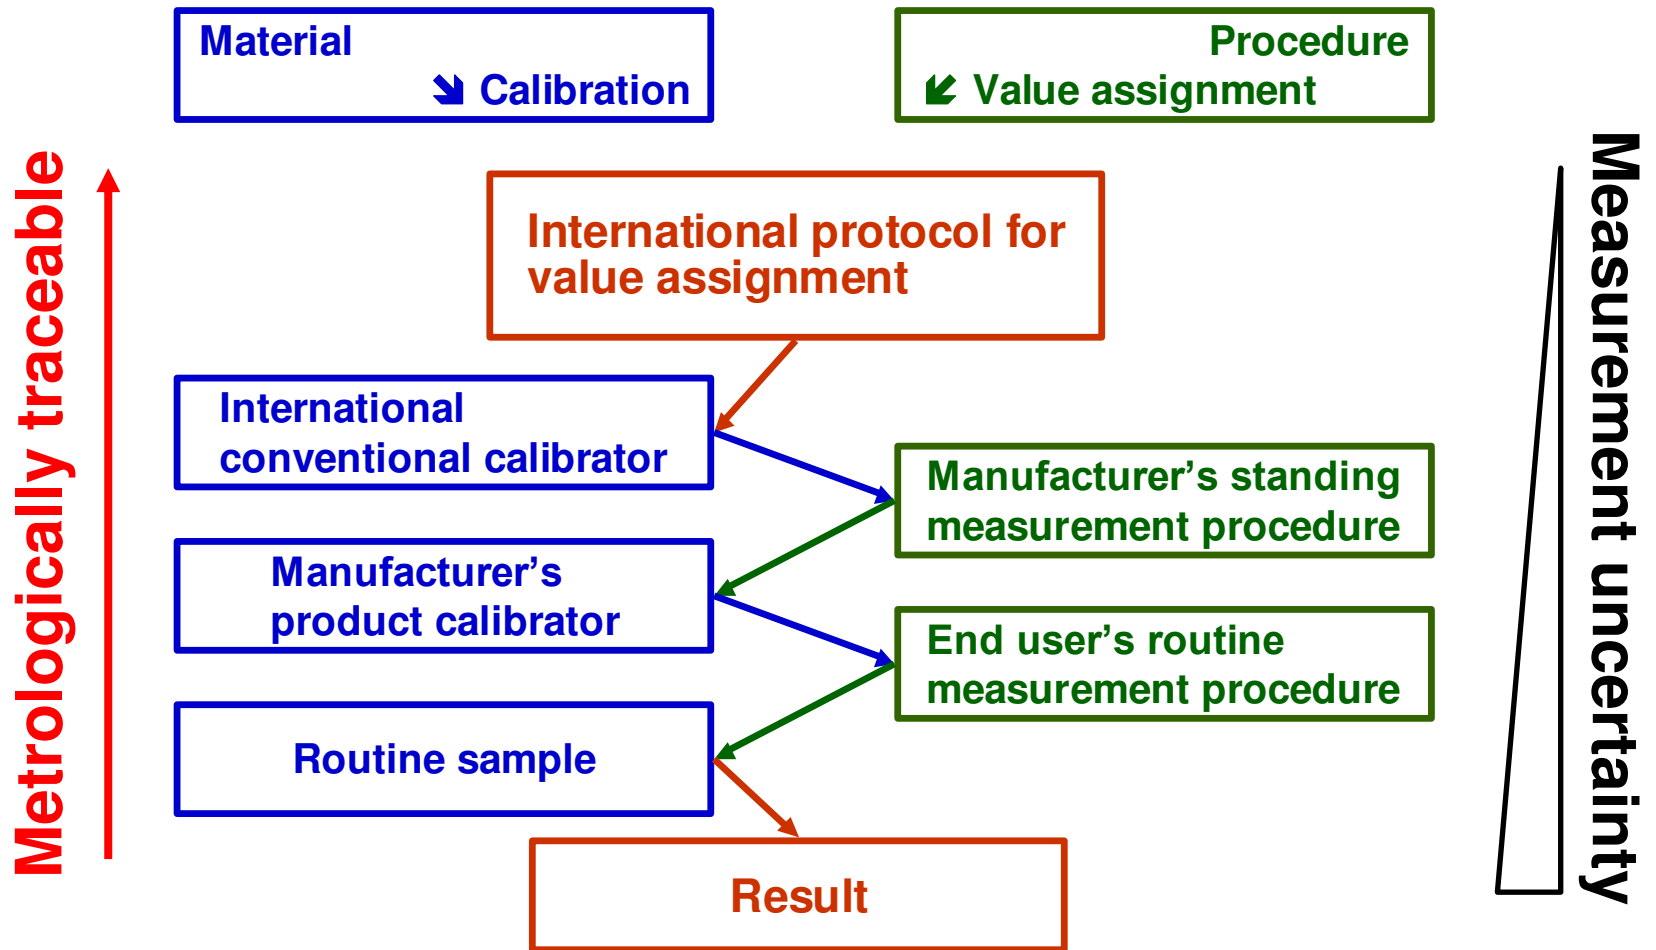 Material
Calibration
Procedure
Value assignment
Metrologically traceable
Measurement uncertainty
International protocol for
value assignment
International
conventional calibrator
Manufacturer’s standing
measurement procedure
Manufacturer’s
product calibrator
End user’s routine
measurement procedure
Routine sample
Result